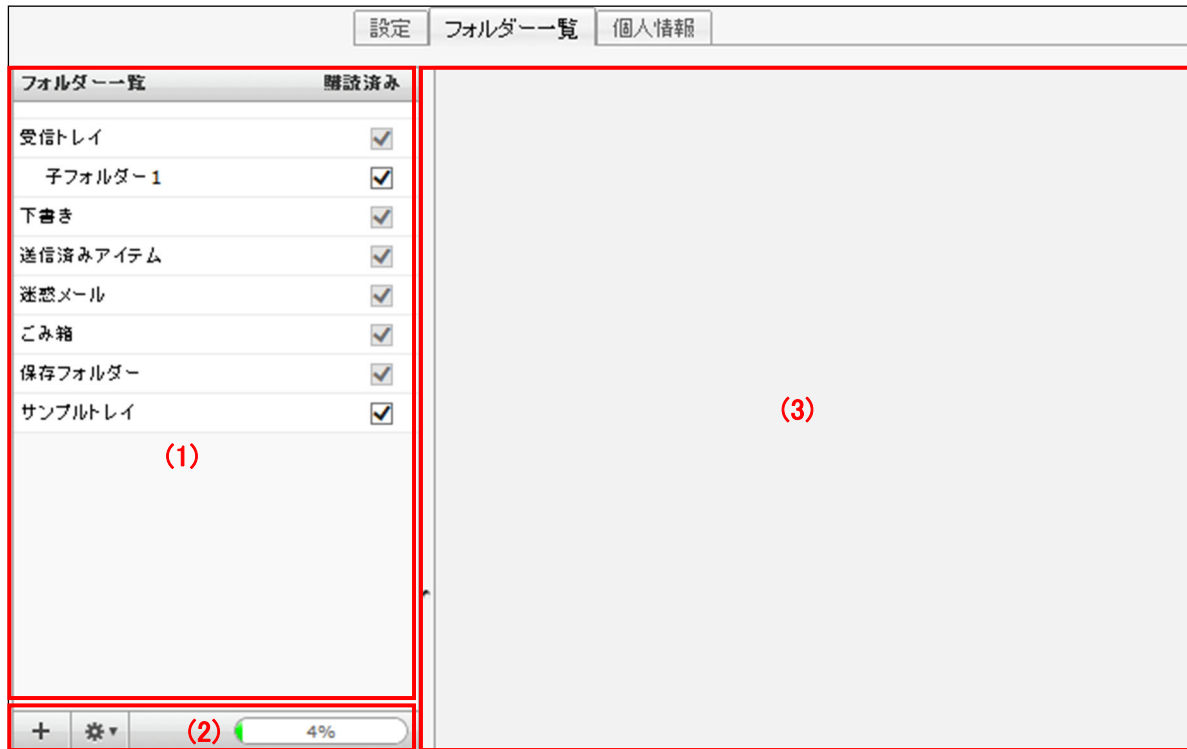 設定 フォルダー一覧 個人情報
フォルダー一覧 購読済み
受信トレイ
子フォルダー1
下書き
送信済みアイテム
迷惑メール
ごみ箱
保存フォルダー
サンプルトレイ
(3)
(1)
(2) 4%